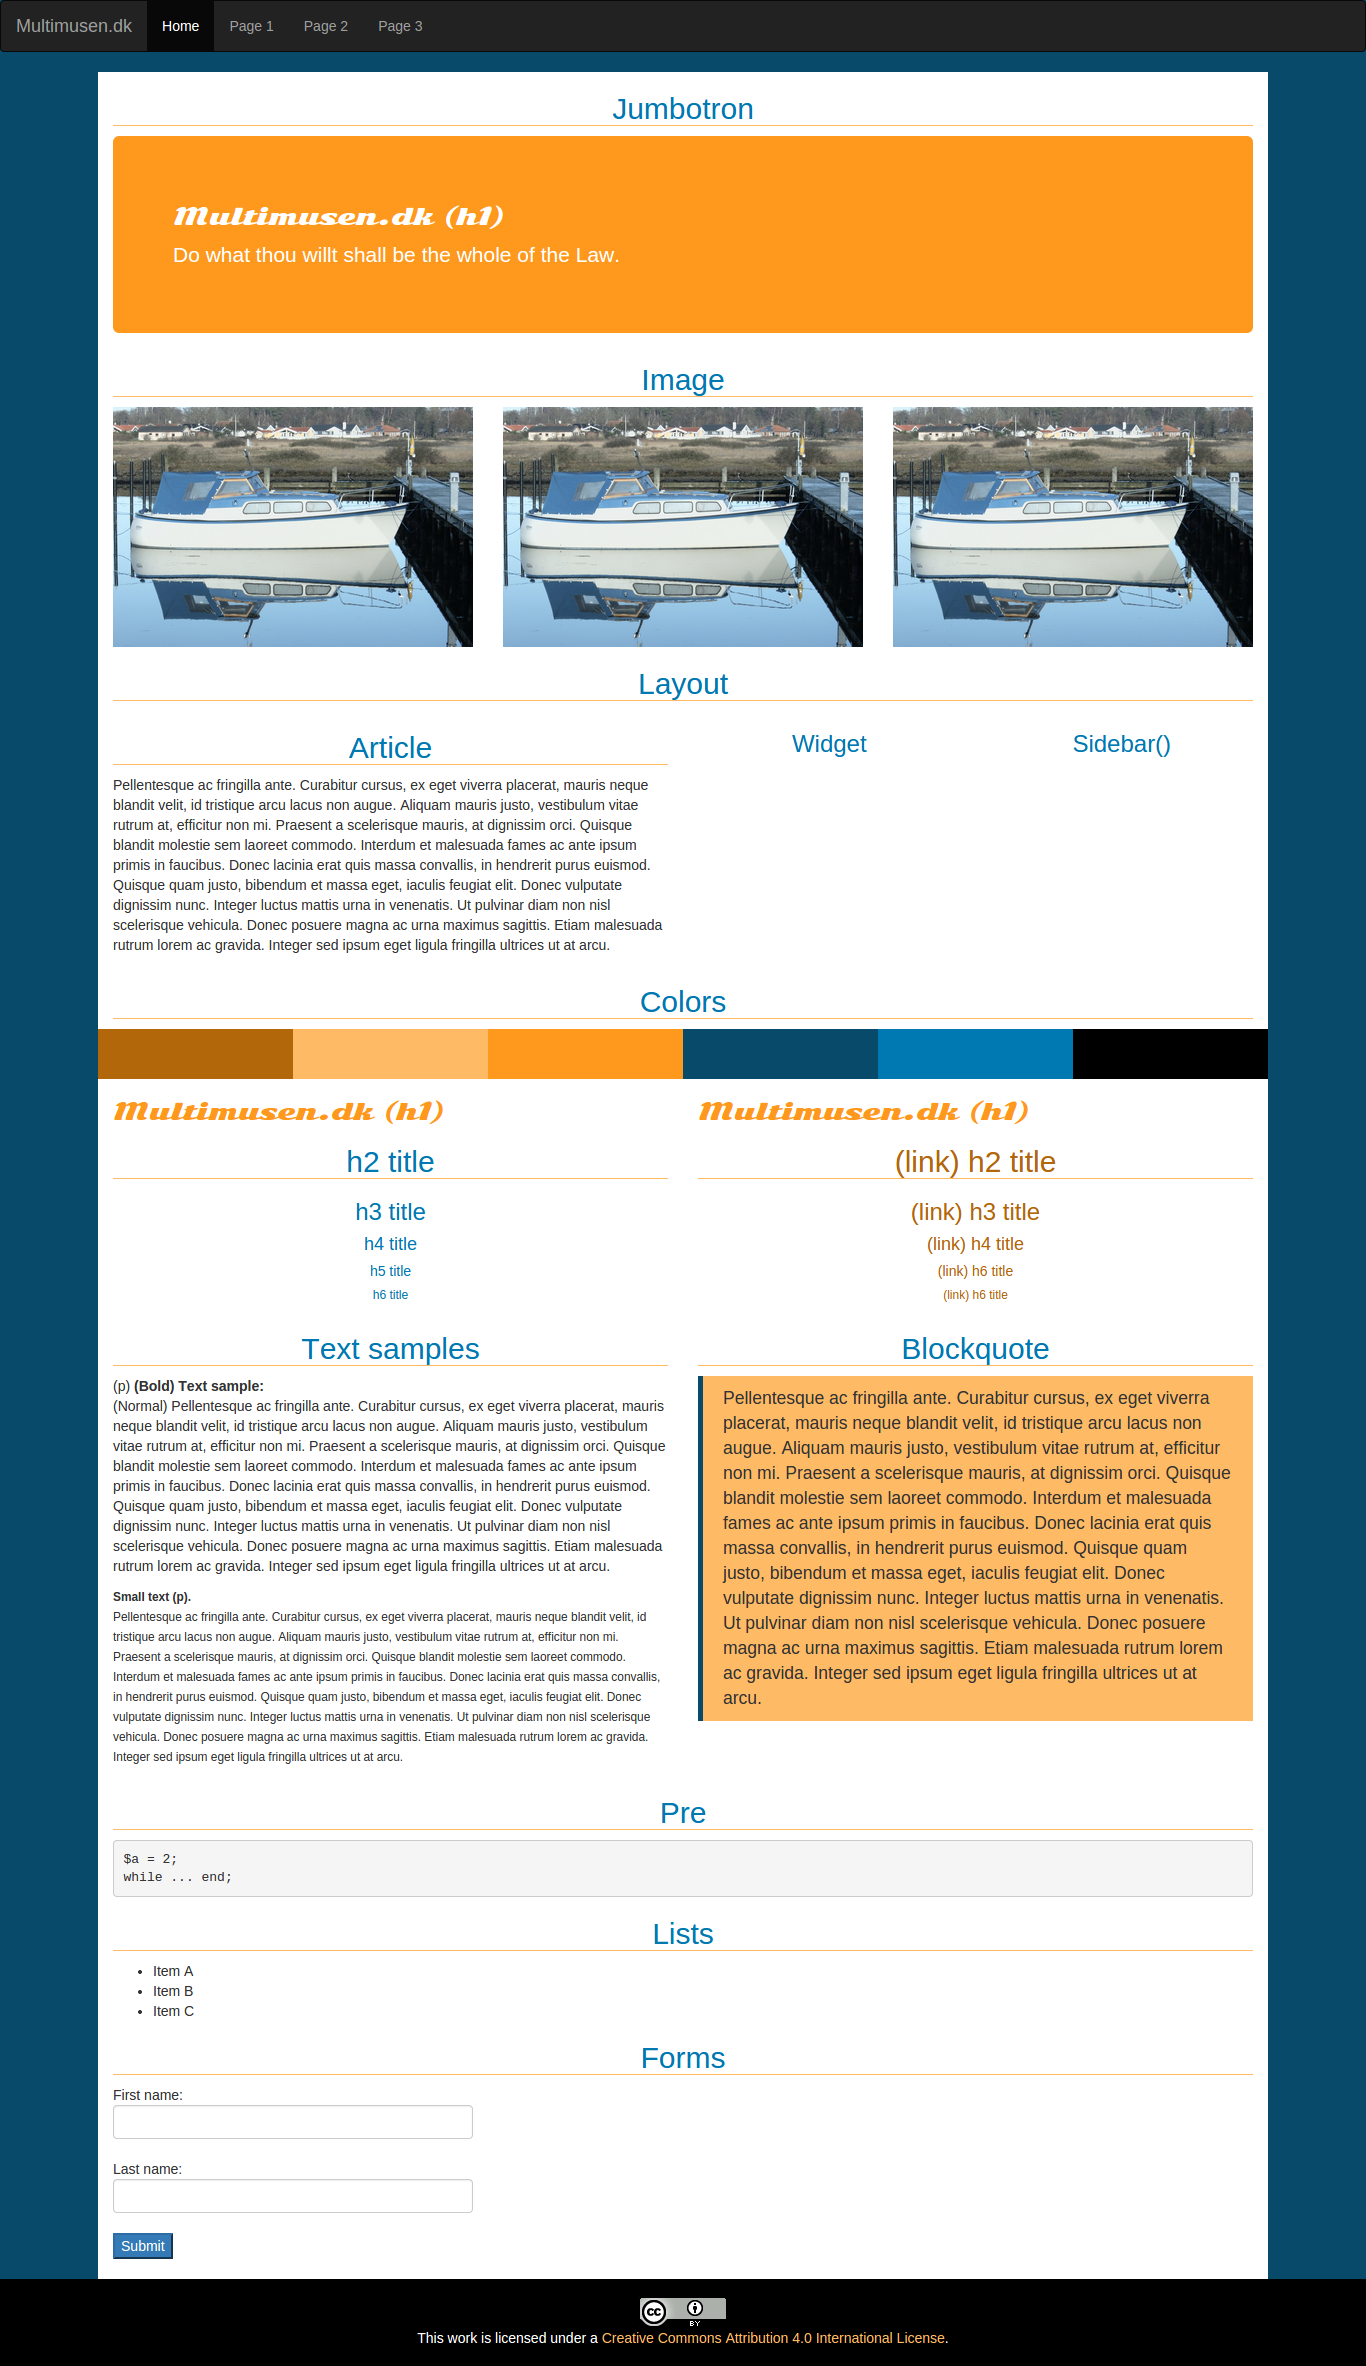 Multimusen.dk Home Page 1 Page 2 Page 3
Jumbotron
Multimusen.dk (h1)
Do what thou willt shall be the whole of the Law.
Image
Layout
Article
Widget
Sidebar()
Pellentesque ac fringilla ante. Curabitur cursus, ex eget viverra placerat, mauris neque
blandit velit, id tristique arcu lacus non augue. Aliquam mauris justo, vestibulum vitae
rutrum at, efficitur non mi. Praesent a scelerisque mauris, at dignissim orci. Quisque
blandit molestie sem laoreet commodo. Interdum et malesuada fames ac ante ipsum
primis in faucibus. Donec lacinia erat quis massa convallis, in hendrerit purus euismod.
Quisque quam justo, bibendum et massa eget, iaculis feugiat elit. Donec vulputate
dignissim nunc. Integer luctus mattis urna in venenatis. Ut pulvinar diam non nisl
scelerisque vehicula. Donec posuere magna ac urna maximus sagittis. Etiam malesuada
rutrum lorem ac gravida. Integer sed ipsum eget ligula fringilla ultrices ut at arcu.
Colors
Multimusen.dk (h1)
h2 title
h3 title
h4 title
h5 title
h6 title
Multimusen.dk (h1)
(link) h2 title
(link) h3 title
(link) h4 title
(link) h6 title
(link) h6 title
Text samples
(p) (Bold) Text sample:
(Normal) Pellentesque ac fringilla ante. Curabitur cursus, ex eget viverra placerat, mauris
neque blandit velit, id tristique arcu lacus non augue. Aliquam mauris justo, vestibulum
vitae rutrum at, efficitur non mi. Praesent a scelerisque mauris, at dignissim orci. Quisque
blandit molestie sem laoreet commodo. Interdum et malesuada fames ac ante ipsum
primis in faucibus. Donec lacinia erat quis massa convallis, in hendrerit purus euismod.
Quisque quam justo, bibendum et massa eget, iaculis feugiat elit. Donec vulputate
dignissim nunc. Integer luctus mattis urna in venenatis. Ut pulvinar diam non nisl
scelerisque vehicula. Donec posuere magna ac urna maximus sagittis. Etiam malesuada
rutrum lorem ac gravida. Integer sed ipsum eget ligula fringilla ultrices ut at arcu.
Small text (p).
Pellentesque ac fringilla ante. Curabitur cursus, ex eget viverra placerat, mauris neque blandit velit, id
tristique arcu lacus non augue. Aliquam mauris justo, vestibulum vitae rutrum at, efficitur non mi.
Praesent a scelerisque mauris, at dignissim orci. Quisque blandit molestie sem laoreet commodo.
Interdum et malesuada fames ac ante ipsum primis in faucibus. Donec lacinia erat quis massa convallis,
in hendrerit purus euismod. Quisque quam justo, bibendum et massa eget, iaculis feugiat elit. Donec
vulputate dignissim nunc. Integer luctus mattis urna in venenatis. Ut pulvinar diam non nisl scelerisque
vehicula. Donec posuere magna ac urna maximus sagittis. Etiam malesuada rutrum lorem ac gravida.
Integer sed ipsum eget ligula fringilla ultrices ut at arcu.
Blockquote
Pellentesque ac fringilla ante. Curabitur cursus, ex eget viverra
placerat, mauris neque blandit velit, id tristique arcu lacus non
augue. Aliquam mauris justo, vestibulum vitae rutrum at, efficitur
non mi. Praesent a scelerisque mauris, at dignissim orci. Quisque
blandit molestie sem laoreet commodo. Interdum et malesuada
fames ac ante ipsum primis in faucibus. Donec lacinia erat quis
massa convallis, in hendrerit purus euismod. Quisque quam
justo, bibendum et massa eget, iaculis feugiat elit. Donec
vulputate dignissim nunc. Integer luctus mattis urna in venenatis.
Ut pulvinar diam non nisl scelerisque vehicula. Donec posuere
magna ac urna maximus sagittis. Etiam malesuada rutrum lorem
ac gravida. Integer sed ipsum eget ligula fringilla ultrices ut at
arcu.
Pre
$a = 2;
while ... end;
Lists
• Item A
• Item B
• Item C
Forms
First name:
Last name:
Submit
cc BY
This work is licensed under a Creative Commons Attribution 4.0 International License.